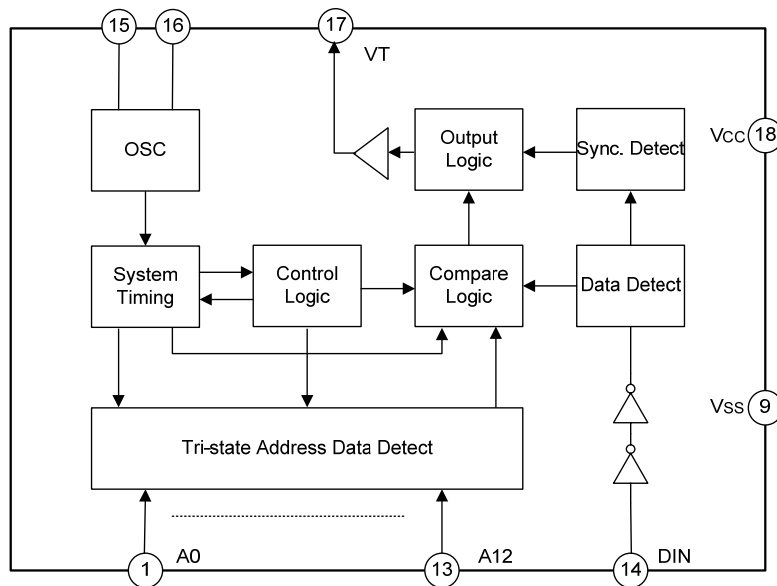 15 16 17
VT
OSC
Output
Logic
Sync. Detect
VCC 18
System
Timing
Control
Logic
Compare
Logic
Data Detect
VSS 9
Tri-state Address Data Detect
1 A0 13 A12 14 DIN